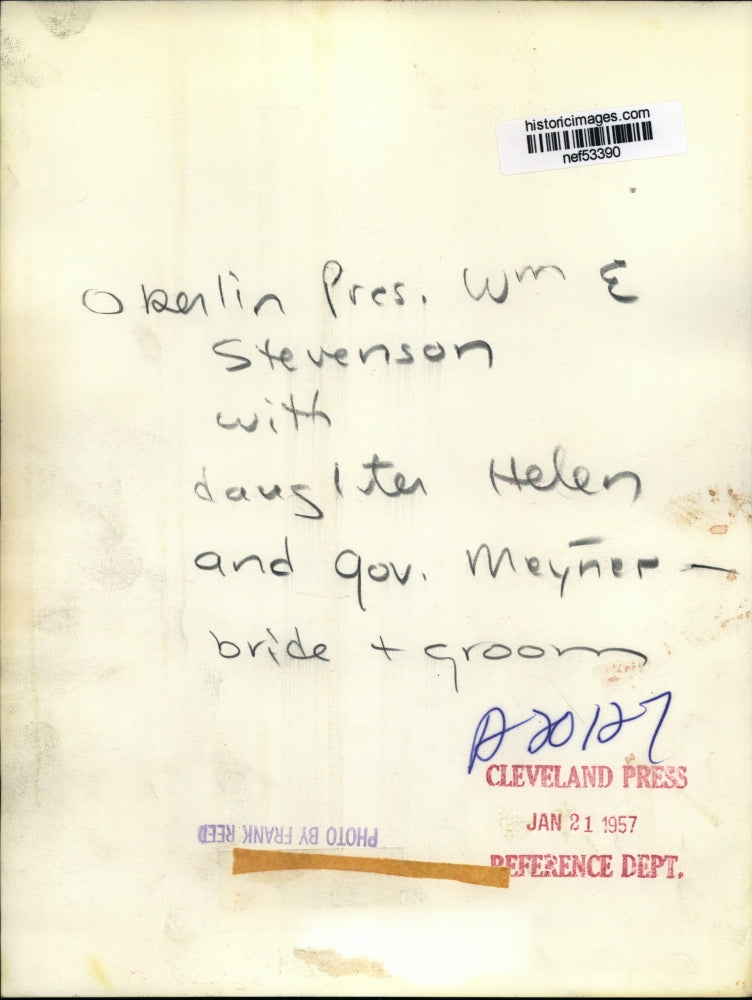 historicimages.com
nef53390
Oberlin Pres. Wm E
Stevenson
with
daughter Helen
and Gov. Meyner —
bride + groom
A20127
CLEVELAND PRESS
JAN 21 1957
REFERENCE DEPT.
PHOTO BY FRANK REED